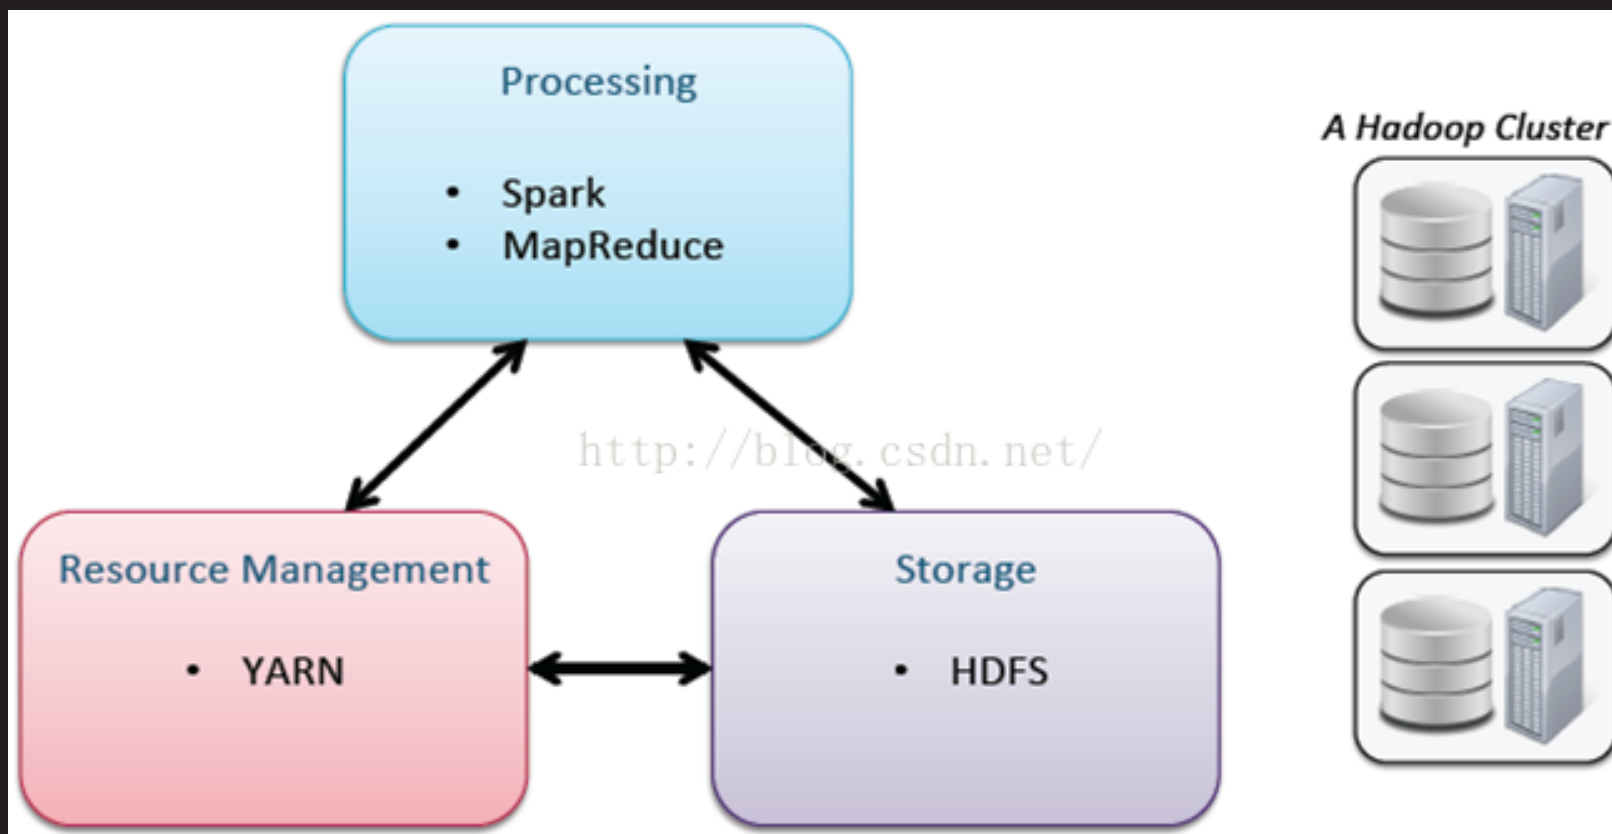 Processing
• Spark
• MapReduce
A Hadoop Cluster
http://blog.csdn.net/
Resource Management
• YARN
Storage
• HDFS